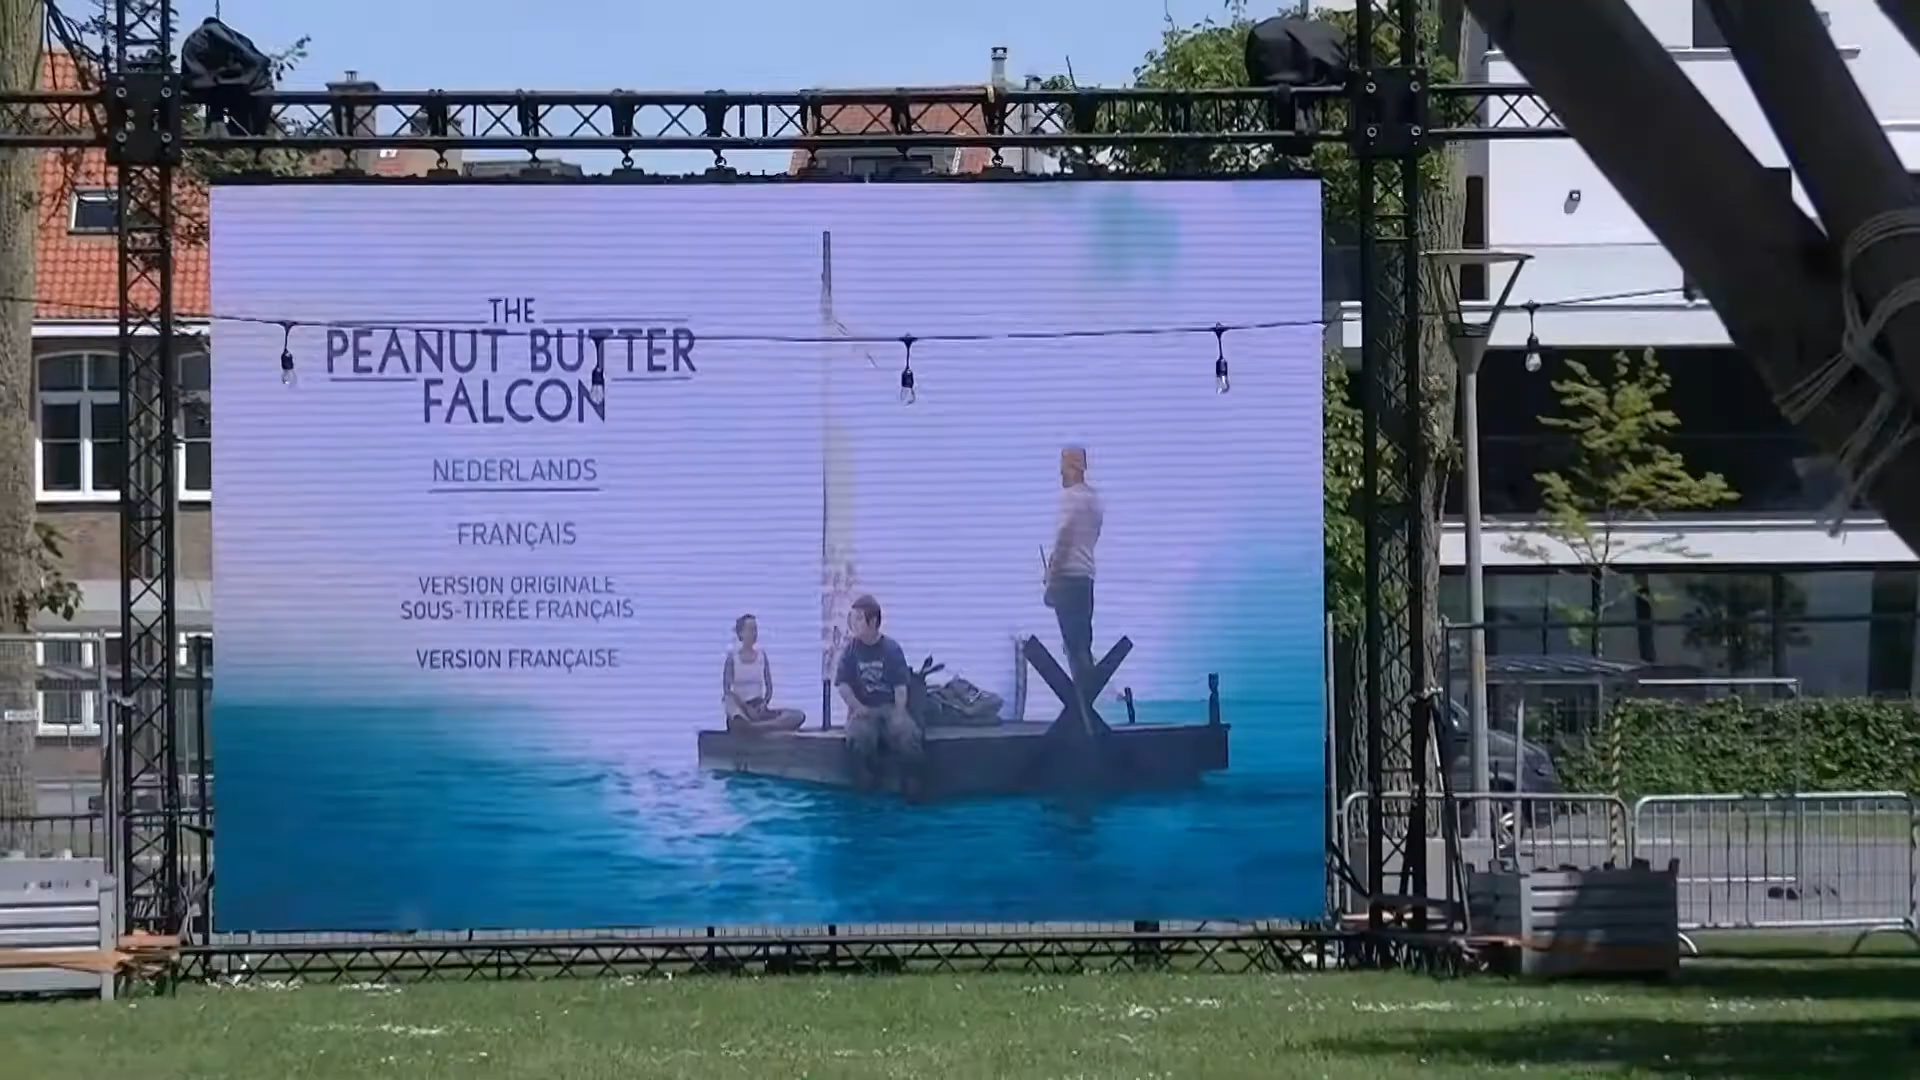 THE
PEANUT BUTTER
FALCON
NEDERLANDS
FRANÇAIS
VERSION ORIGINALE
SOUS-TITRÉE FRANÇAIS
VERSION FRANÇAISE